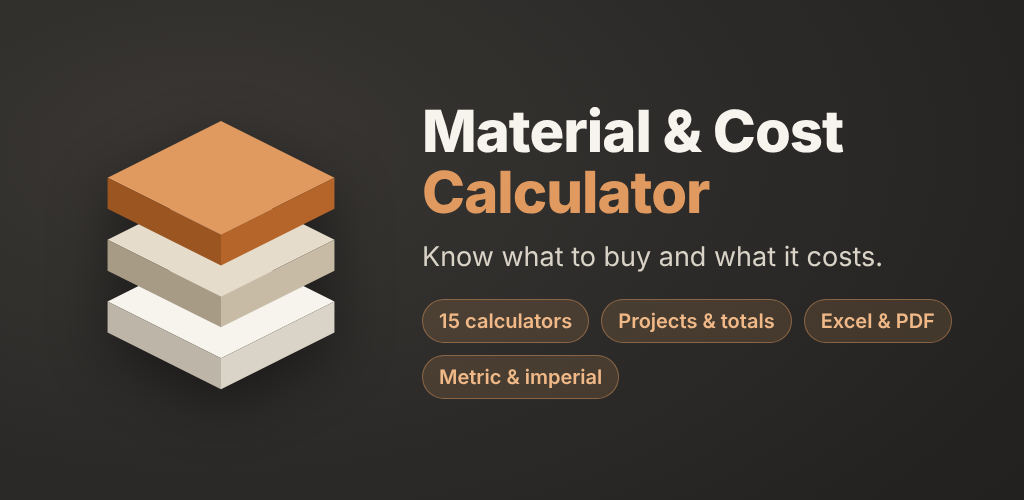 Material & Cost
Calculator
Know what to buy and what it costs.
15 calculators Projects & totals Excel & PDF
Metric & imperial